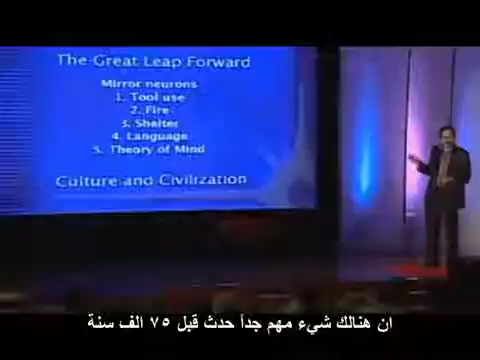 The Great Leap Forward
Mirror neurons
1. Tool use
2. Fire
3. Shelter
4. Language
5. Theory of Mind
Culture and Civilization
ان هنالك شيء مهم جداً حدث قبل ٧٥ الف سنة